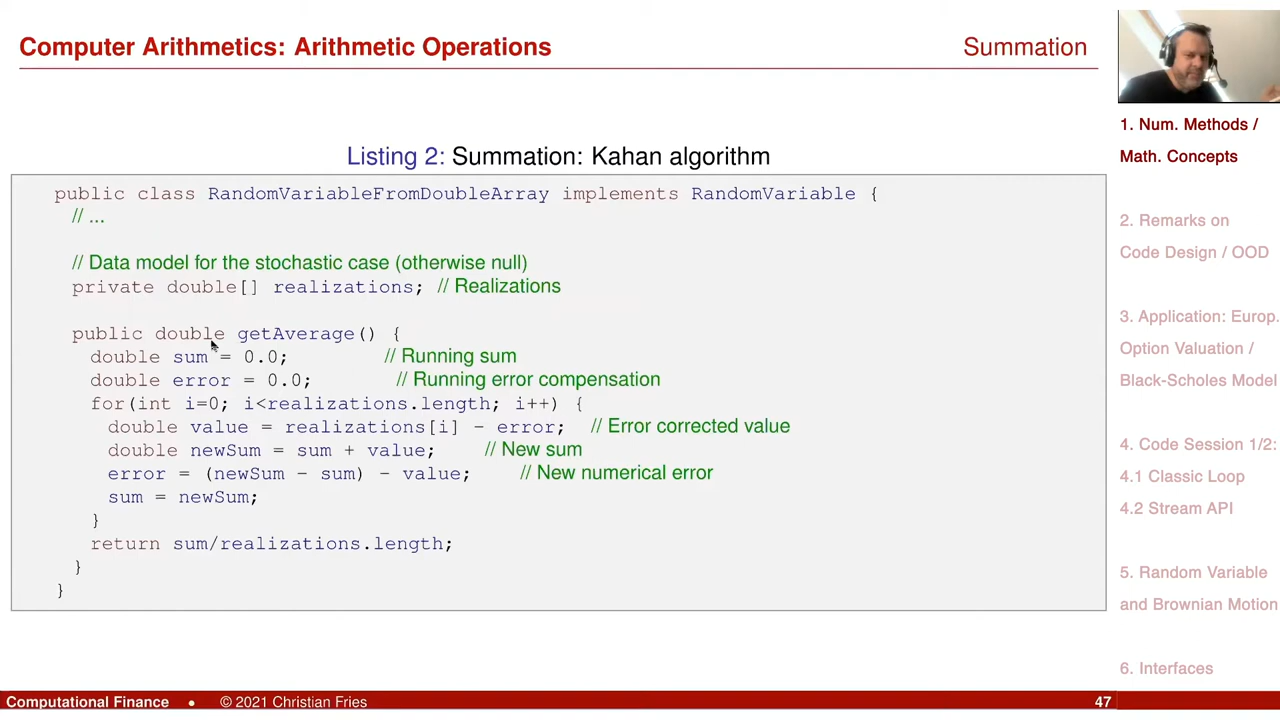 Computer Arithmetics: Arithmetic Operations
Summation
Listing 2: Summation: Kahan algorithm
public class RandomVariableFromDoubleArray implements RandomVariable {
// ...
// Data model for the stochastic case (otherwise null)
private double[] realizations; // Realizations
public double getAverage() {
double sum = 0.0; // Running sum
double error = 0.0; // Running error compensation
for(int i=0; i<realizations.length; i++) {
double value = realizations[i] - error; // Error corrected value
double newSum = sum + value; // New sum
error = (newSum - sum) - value; // New numerical error
sum = newSum;
}
return sum/realizations.length;
}
}
1. Num. Methods /
Math. Concepts
2. Remarks on
Code Design / OOD
3. Application: Europ.
Option Valuation /
Black-Scholes Model
4. Code Session 1/2:
4.1 Classic Loop
4.2 Stream API
5. Random Variable
and Brownian Motion
6. Interfaces
Computational Finance • © 2021 Christian Fries 47